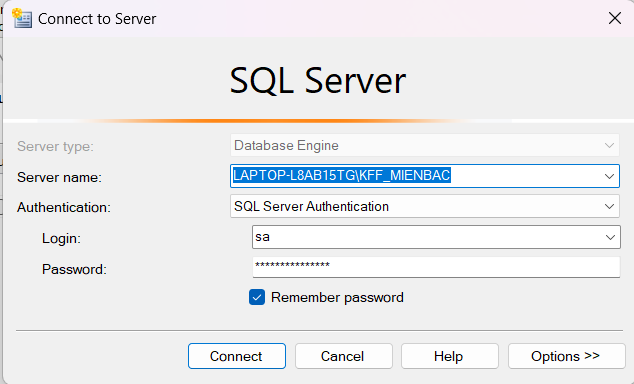 Connect to Server
SQL Server
Server type: Database Engine
Server name: LAPTOP-L8AB15TG\KFF_MIENBAC
Authentication: SQL Server Authentication
Login: sa
Password: ***************
Remember password
Connect Cancel Help Options >>